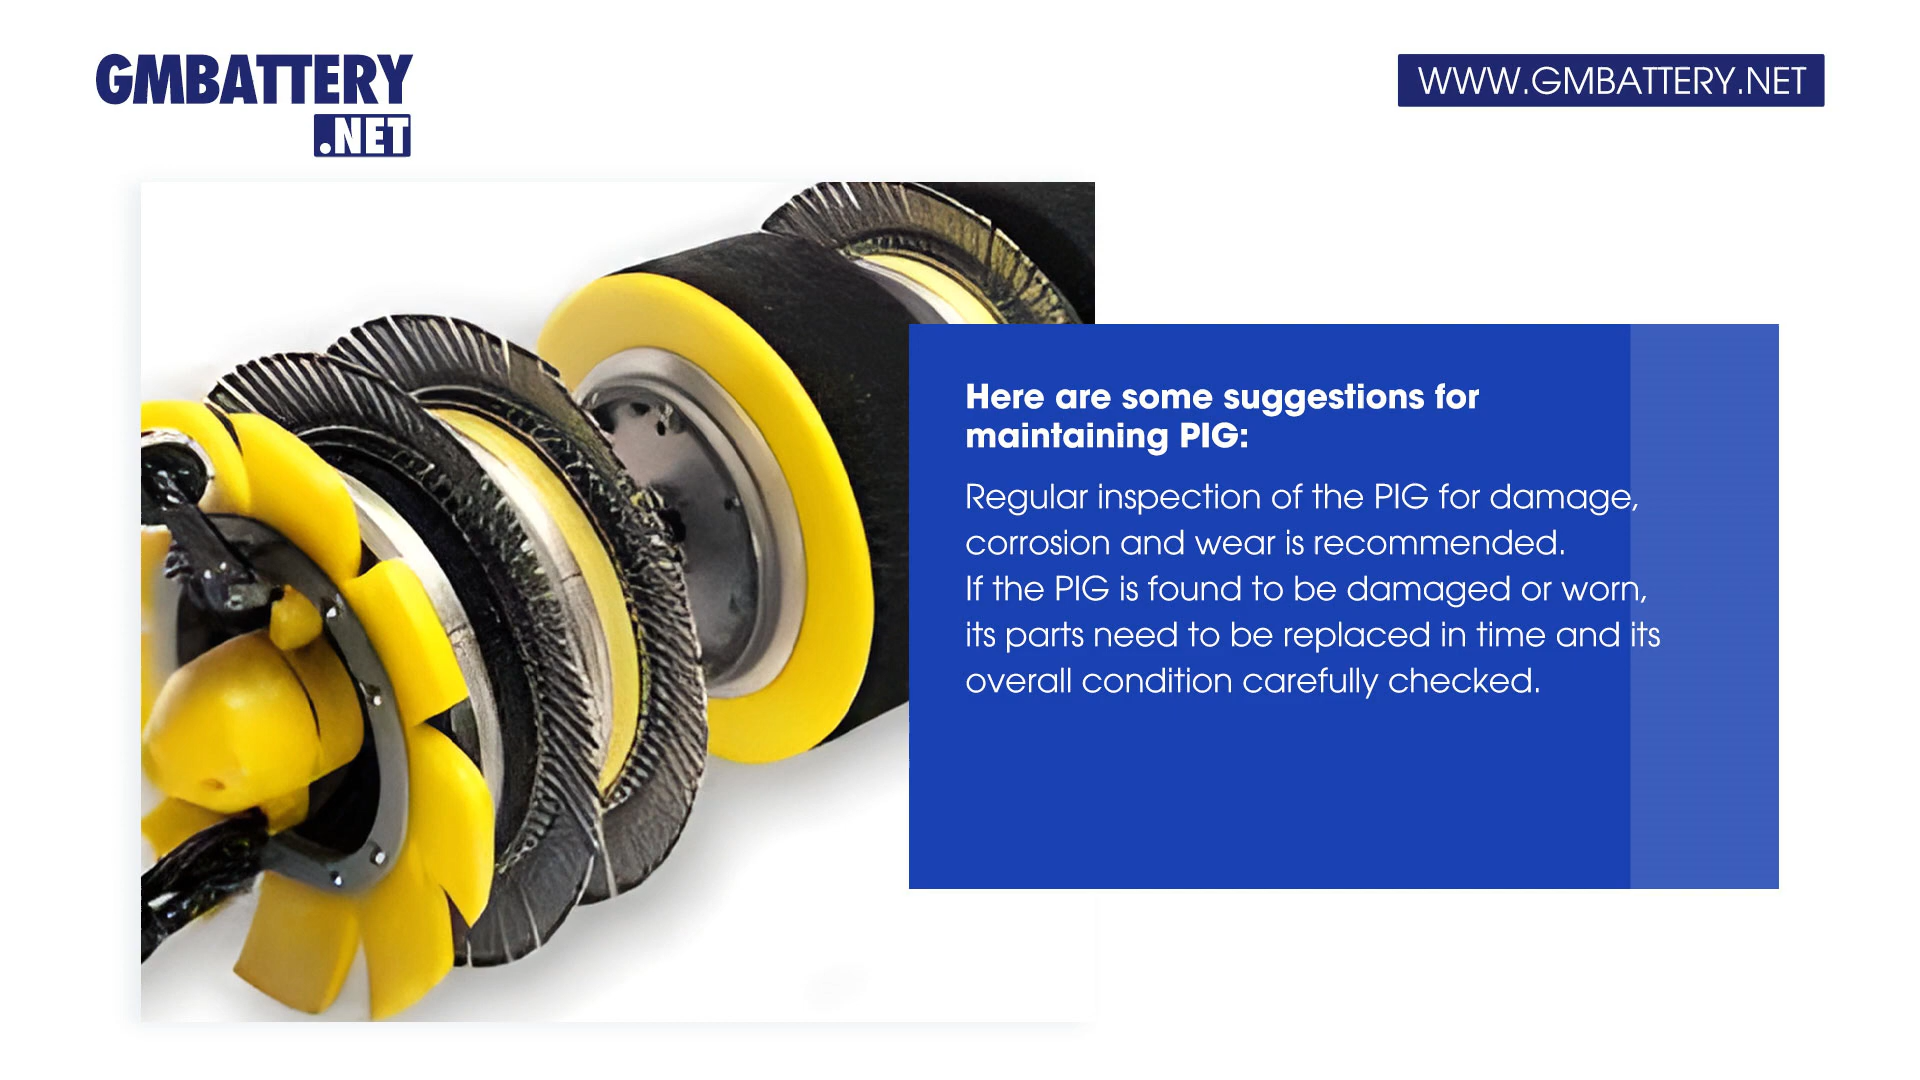 GMBATTERY
.NET
WWW.GMBATTERY.NET
Here are some suggestions for
maintaining PIG:
Regular inspection of the PIG for damage,
corrosion and wear is recommended.
If the PIG is found to be damaged or worn,
its parts need to be replaced in time and its
overall condition carefully checked.